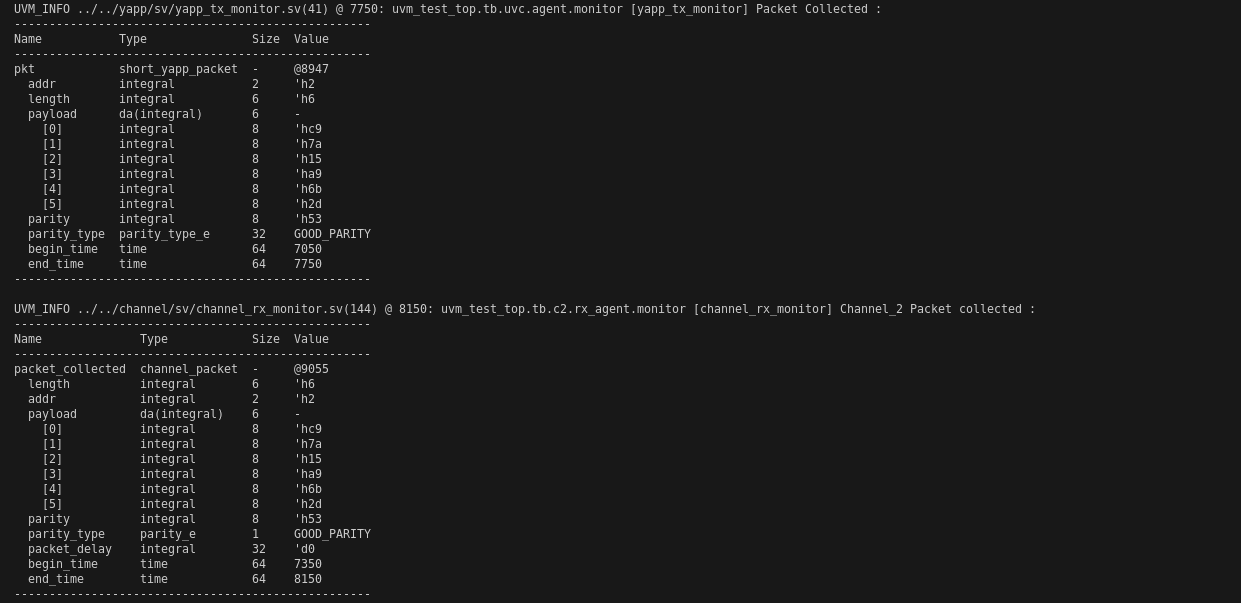 UVM_INFO ../../yapp/sv/yapp_tx_monitor.sv(41) @ 7750: uvm_test_top.tb.uvc.agent.monitor [yapp_tx_monitor] Packet Collected :
---------------------------------------------------
Name           Type               Size  Value
---------------------------------------------------
pkt            short_yapp_packet  -     @8947
  addr         integral           2     'h2
  length       integral           6     'h6
  payload      da(integral)       6     -
    [0]        integral           8     'hc9
    [1]        integral           8     'h7a
    [2]        integral           8     'h15
    [3]        integral           8     'ha9
    [4]        integral           8     'h6b
    [5]        integral           8     'h2d
  parity       integral           8     'h53
  parity_type  parity_type_e      32    GOOD_PARITY
  begin_time   time               64    7050
  end_time     time               64    7750
---------------------------------------------------
UVM_INFO ../../channel/sv/channel_rx_monitor.sv(144) @ 8150: uvm_test_top.tb.c2.rx_agent.monitor [channel_rx_monitor] Channel_2 Packet collected :
---------------------------------------------------
Name              Type            Size  Value
---------------------------------------------------
packet_collected  channel_packet  -     @9055
  length          integral        6     'h6
  addr            integral        2     'h2
  payload         da(integral)    6     -
    [0]           integral        8     'hc9
    [1]           integral        8     'h7a
    [2]           integral        8     'h15
    [3]           integral        8     'ha9
    [4]           integral        8     'h6b
    [5]           integral        8     'h2d
  parity          integral        8     'h53
  parity_type     parity_e        1     GOOD_PARITY
  packet_delay    integral        32    'd0
  begin_time      time            64    7350
  end_time        time            64    8150
---------------------------------------------------